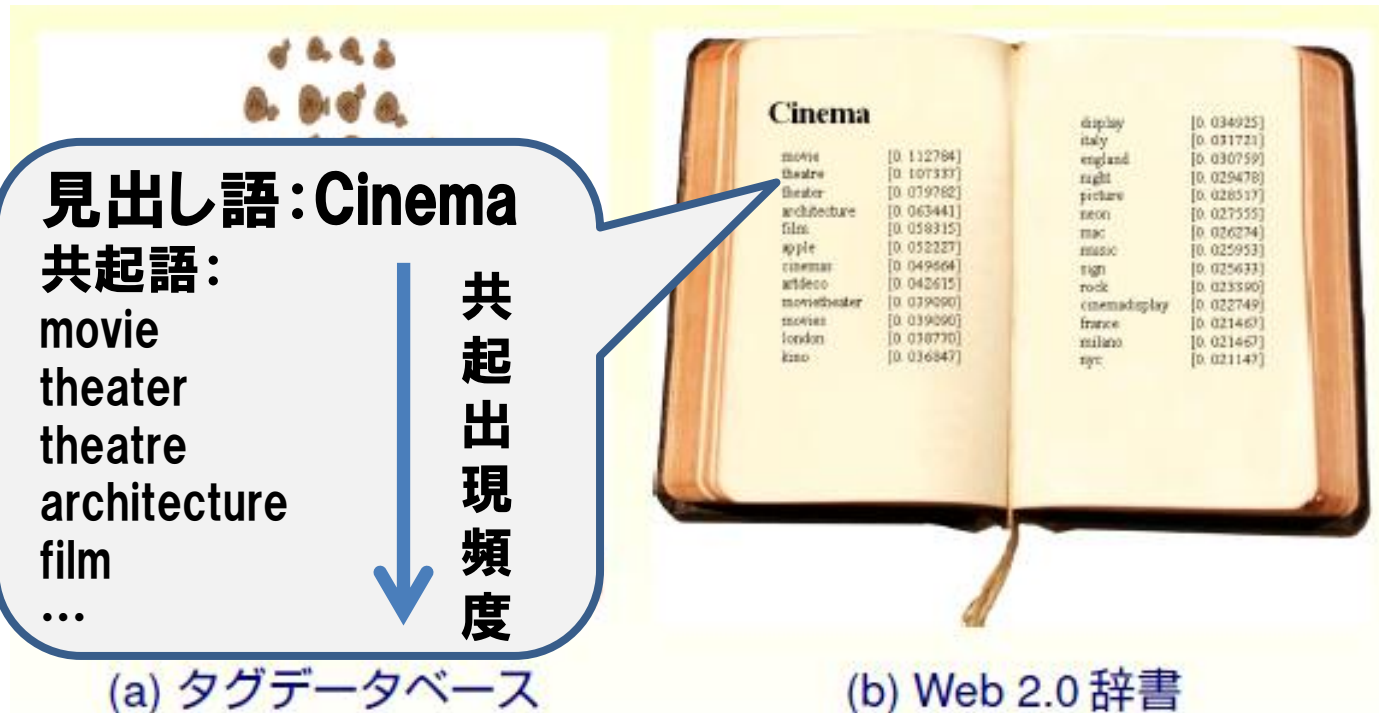 見出し語：Cinema
共起語：
movie
theater
theatre
architecture
film
…
共起出現頻度
Cinema
movie [0. 112784]
theatre [0. 107337]
theater [0. 079782]
architecture [0. 063441]
film [0. 058315]
apple [0. 052227]
cinemas [0. 049664]
artdeco [0. 042615]
movietheater [0. 039090]
movies [0. 039090]
london [0. 038770]
kino [0. 036847]
display [0. 034925]
italy [0. 031721]
england [0. 030759]
night [0. 029478]
picture [0. 028517]
neon [0. 027555]
mac [0. 026274]
music [0. 025953]
sign [0. 025633]
rock [0. 023390]
cinemadisplay [0. 022749]
france [0. 021467]
milano [0. 021467]
nyc [0. 021147]
(a) タグデータベース
(b) Web 2.0 辞書